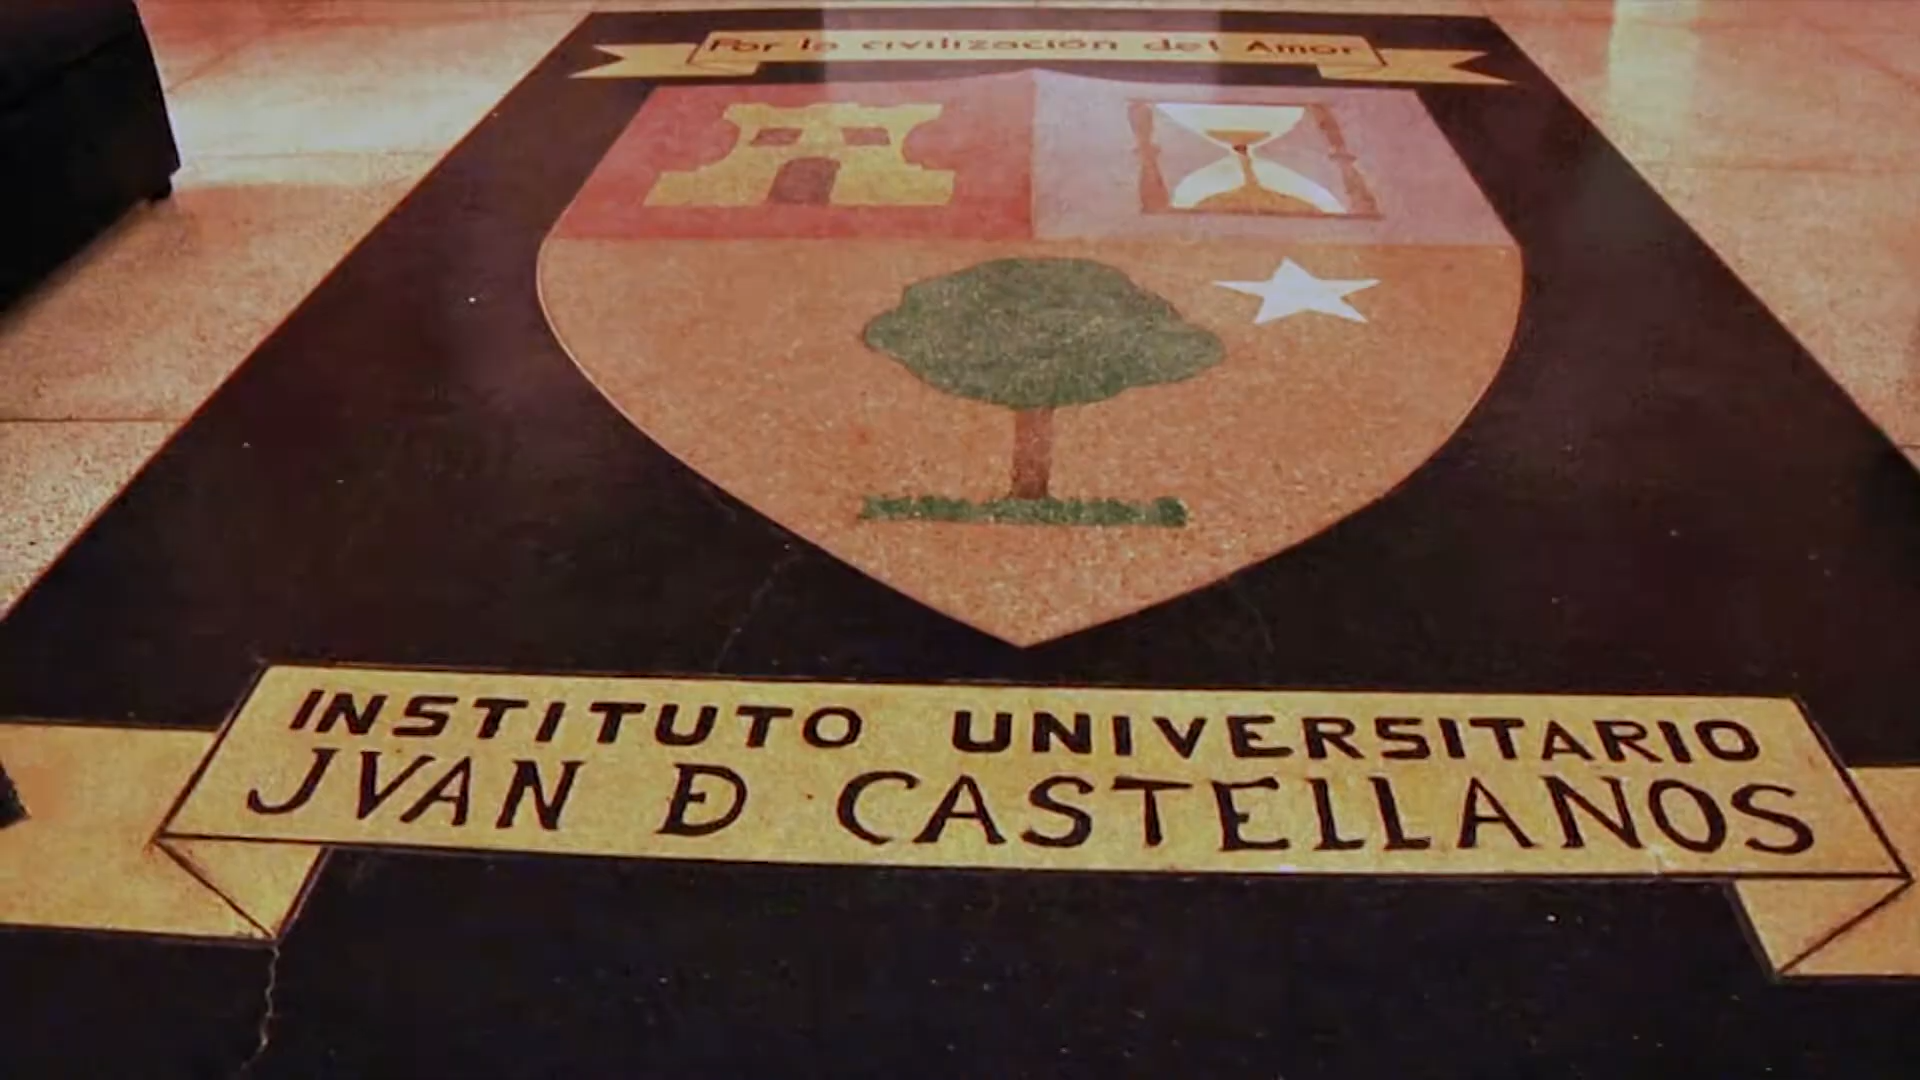 Por la civilización del Amor
INSTITUTO UNIVERSITARIO
JVAN Đ CASTELLANOS